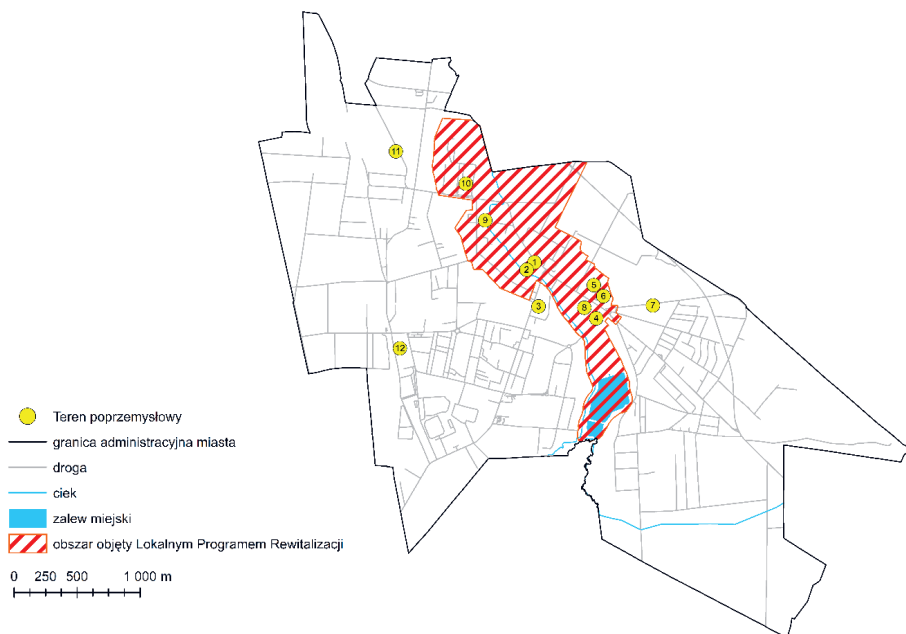 11
10
9
1
2
5
6
7
3
8
4
12
Teren poprzemysłowy
granica administracyjna miasta
droga
ciek
zalew miejski
obszar objęty Lokalnym Programem Rewitalizacji
0 250 500 1 000 m